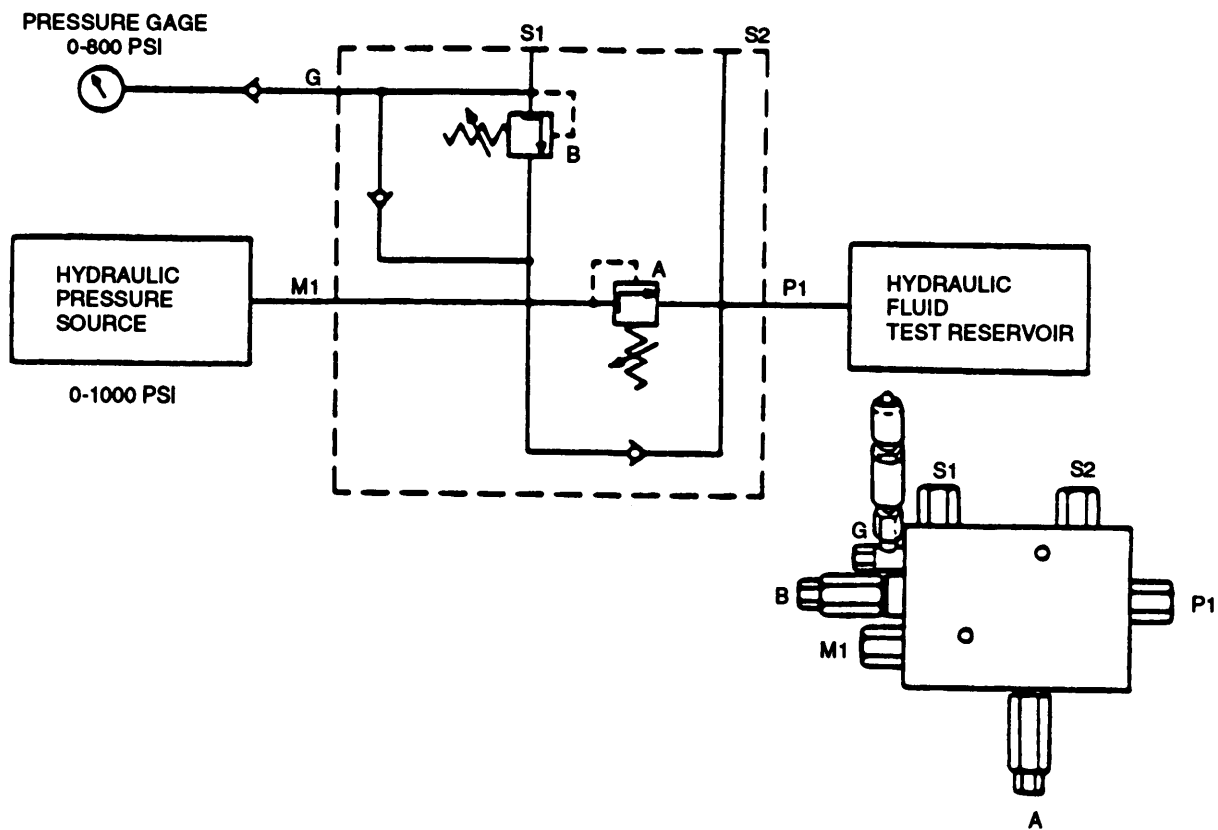 PRESSURE GAGE
0-800 PSI
S1
S2
G
B
HYDRAULIC
PRESSURE
SOURCE
0-1000 PSI
M1
A
P1
HYDRAULIC
FLUID
TEST RESERVOIR
S1
S2
G
B
P1
M1
A